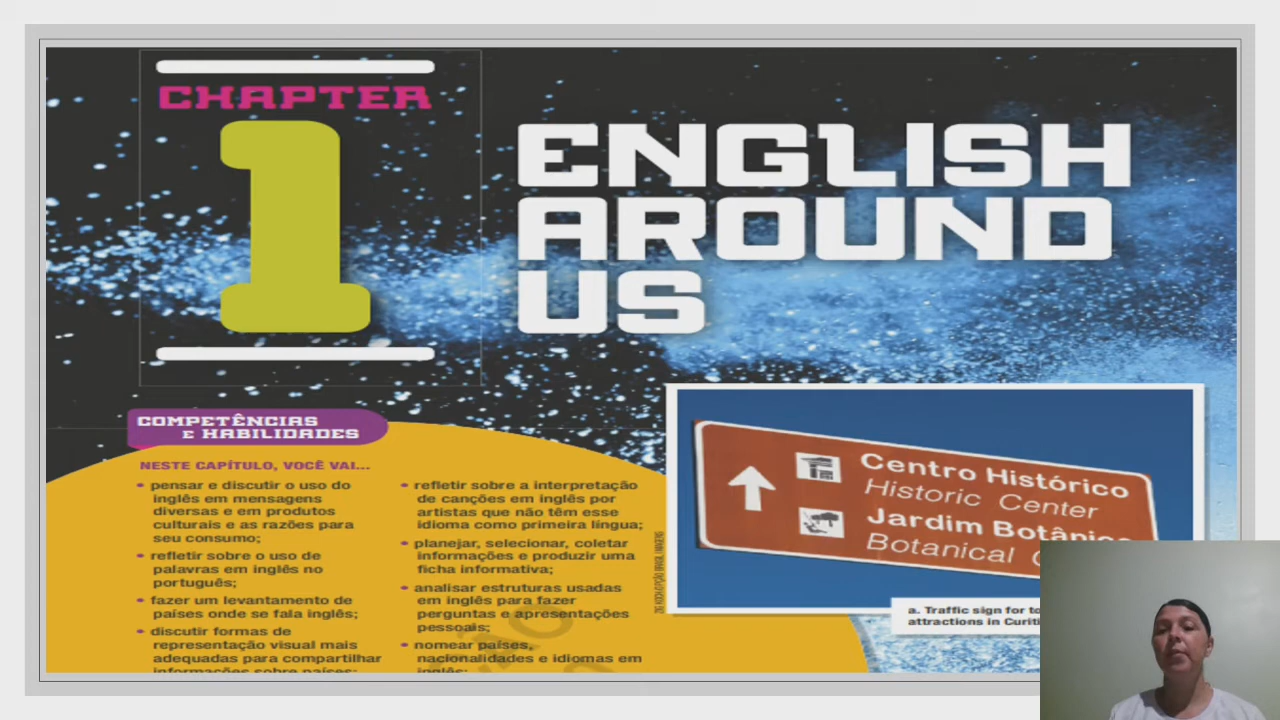 CHAPTER
1
ENGLISH
AROUND
US
COMPETÊNCIAS
E HABILIDADES
NESTE CAPÍTULO, VOCÊ VAI...
• pensar e discutir o uso do
inglês em mensagens
diversas e em produtos
culturais e as razões para
seu consumo;
• refletir sobre o uso de
palavras em inglês no
português;
• fazer um levantamento de
países onde se fala inglês;
• discutir formas de
representação visual mais
adequadas para compartilhar
informações sobre países;
• refletir sobre a interpretação
de canções em inglês por
artistas que não têm esse
idioma como primeira língua;
• planejar, selecionar, coletar
informações e produzir uma
ficha informativa;
• analisar estruturas usadas
em inglês para fazer
perguntas e apresentações
pessoais;
• nomear países,
nacionalidades e idiomas em
inglês;
Centro Histórico
Historic Center
Jardim Botânico
Botanical
a. Traffic sign for
attractions in